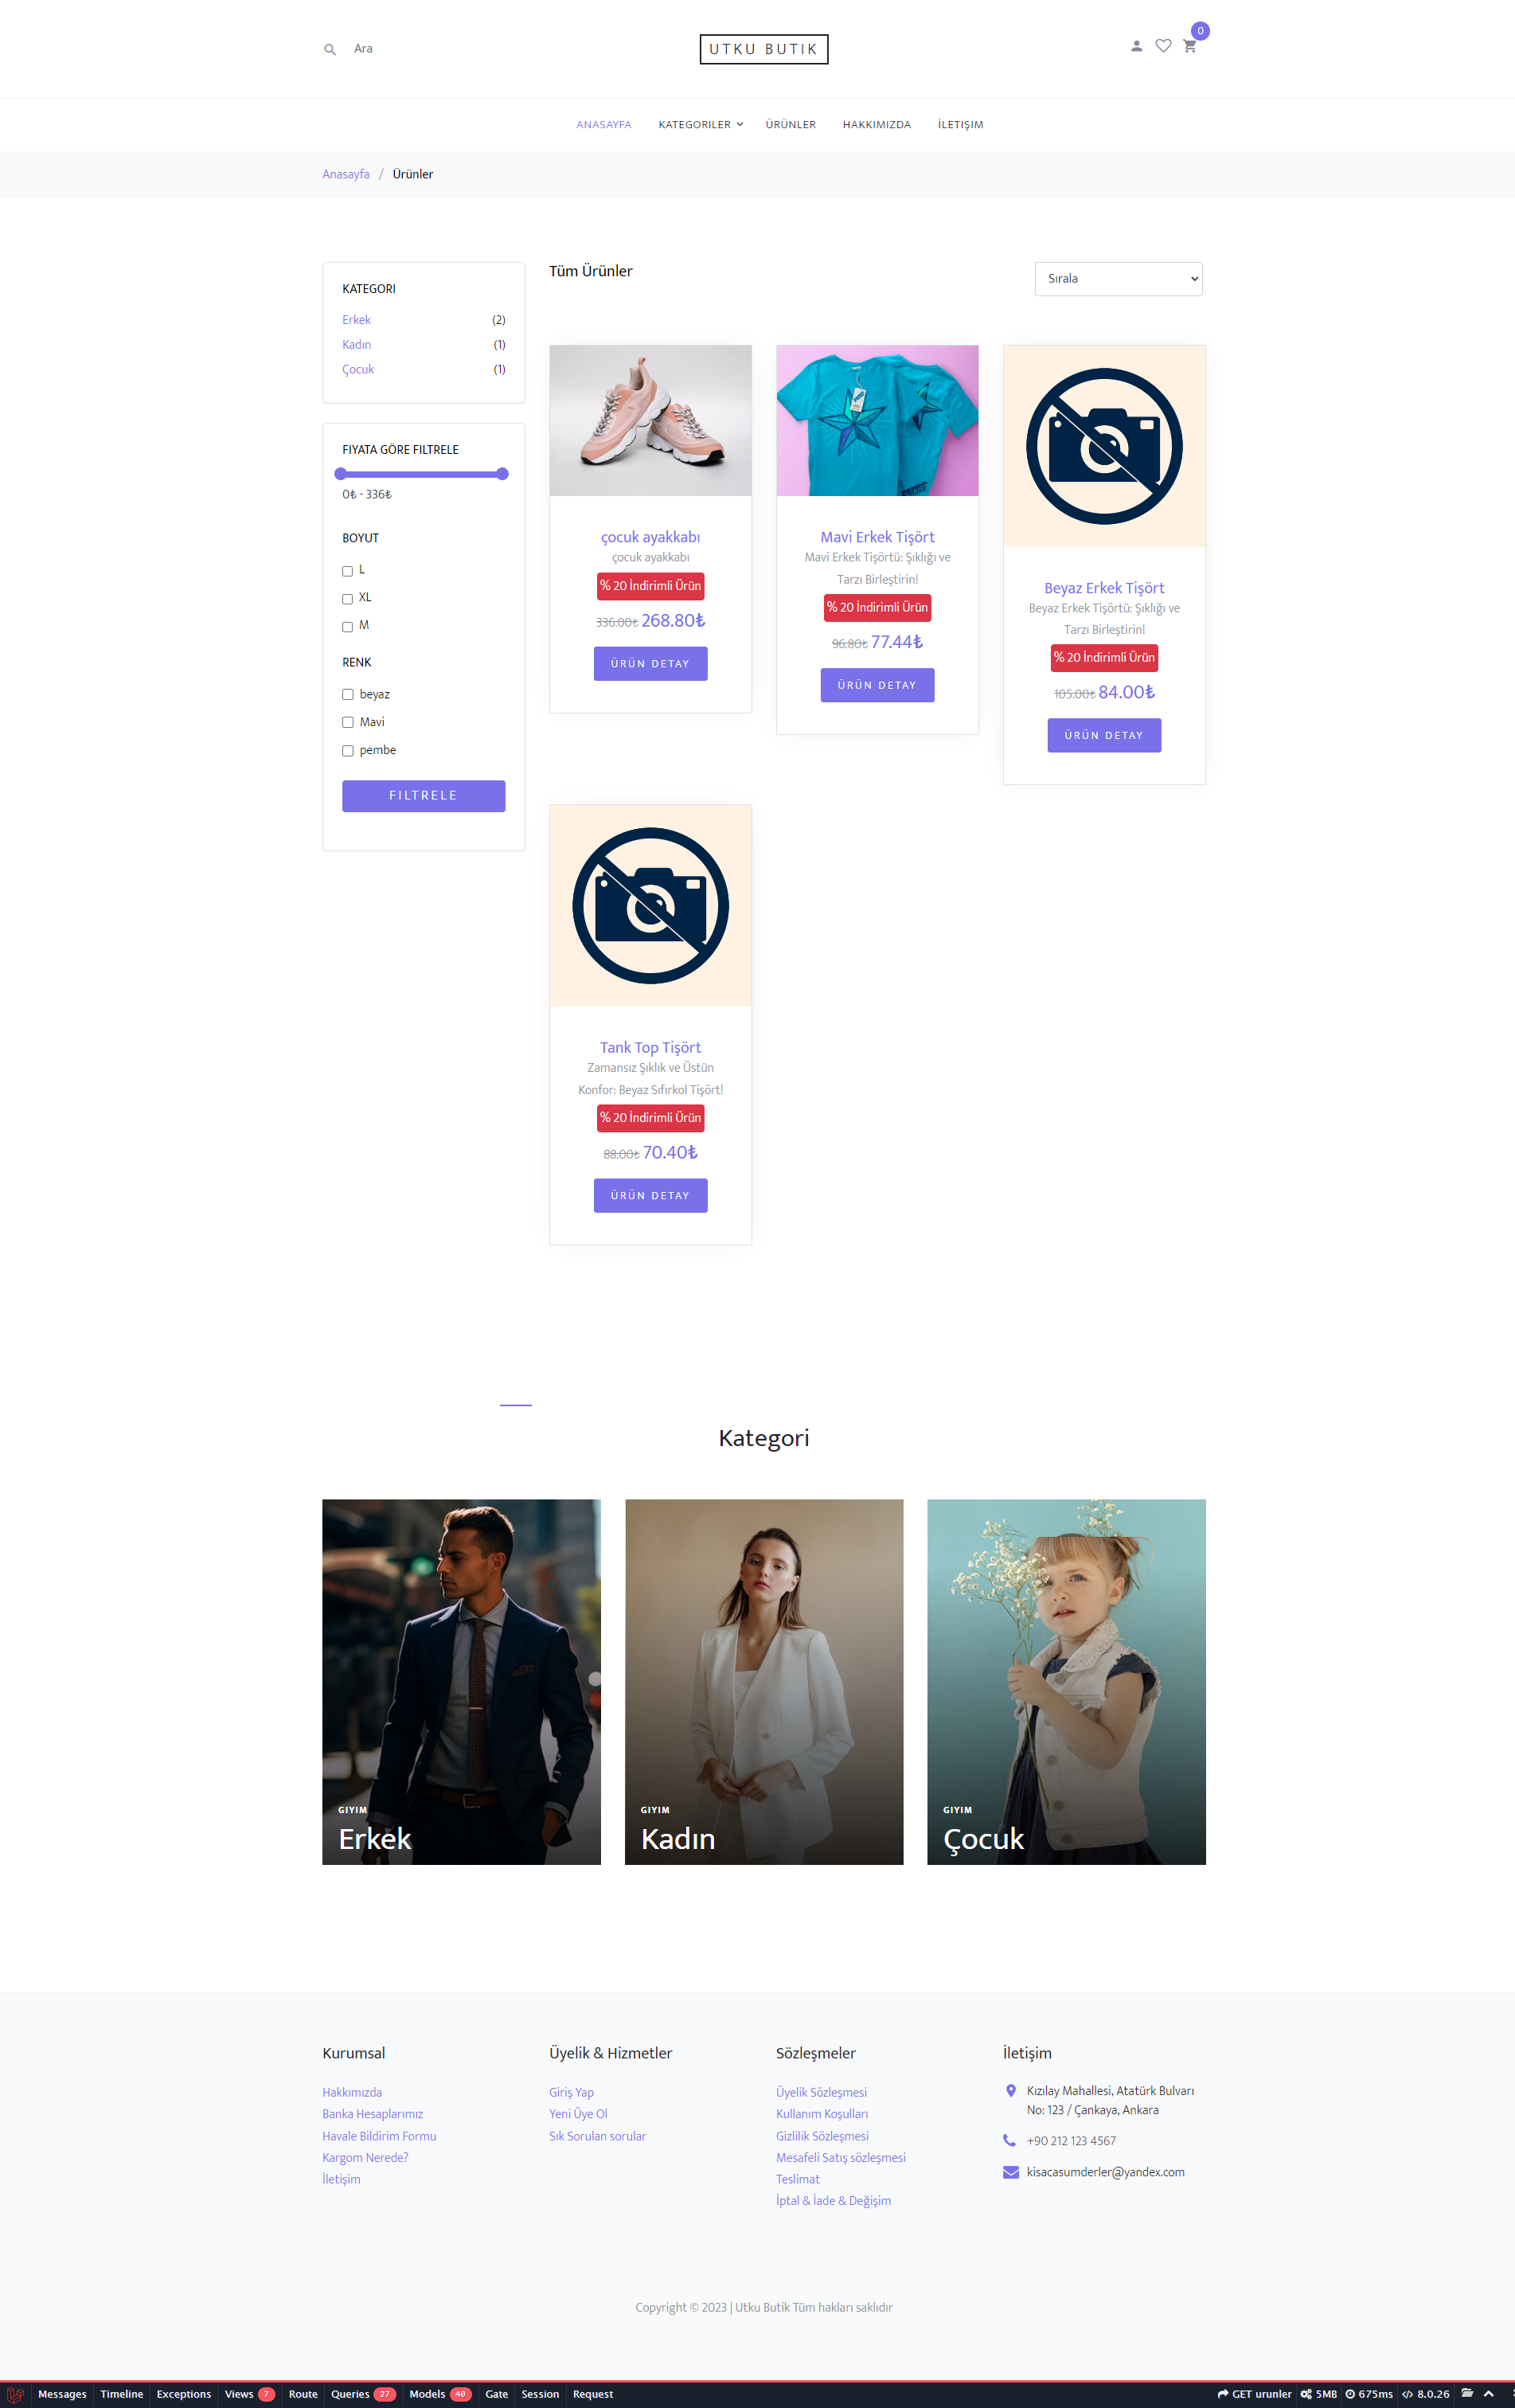 Ara
UTKU BUTIK
0
ANASAYFA KATEGORILER ÜRÜNLER HAKKIMIZDA İLETIŞIM
Anasayfa / Ürünler
KATEGORI
Erkek (2)
Kadın (1)
Çocuk (1)
FIYATA GÖRE FILTRELE
0₺ - 336₺
BOYUT
L
XL
M
RENK
beyaz
Mavi
pembe
FILTRELE
Tüm Ürünler
Sırala
çocuk ayakkabı
çocuk ayakkabı
% 20 İndirimli Ürün
336.00₺ 268.80₺
ÜRÜN DETAY
Mavi Erkek Tişört
Mavi Erkek Tişörtü: Şıklığı ve
Tarzı Birleştirin!
% 20 İndirimli Ürün
96.80₺ 77.44₺
ÜRÜN DETAY
Beyaz Erkek Tişört
Beyaz Erkek Tişörtü: Şıklığı ve
Tarzı Birleştirin!
% 20 İndirimli Ürün
105.00₺ 84.00₺
ÜRÜN DETAY
Tank Top Tişört
Zamansız Şıklık ve Üstün
Konfor: Beyaz Sıfırkol Tişört!
% 20 İndirimli Ürün
88.00₺ 70.40₺
ÜRÜN DETAY
Kategori
GIYIM
Erkek
GIYIM
Kadın
GIYIM
Çocuk
Kurumsal
Hakkımızda
Banka Hesaplarımız
Havale Bildirim Formu
Kargom Nerede?
İletişim
Üyelik & Hizmetler
Giriş Yap
Yeni Üye Ol
Sık Sorulan sorular
Sözleşmeler
Üyelik Sözleşmesi
Kullanım Koşulları
Gizlilik Sözleşmesi
Mesafeli Satış sözleşmesi
Teslimat
İptal & İade & Değişim
İletişim
Kızılay Mahallesi, Atatürk Bulvarı
No: 123 / Çankaya, Ankara
+90 212 123 4567
kisacasumderler@yandex.com
Copyright © 2023 | Utku Butik Tüm hakları saklıdır
Messages Timeline Exceptions Views 7 Route Queries 27 Models 40 Gate Session Request GET urunler 5MB 675ms 8.0.26